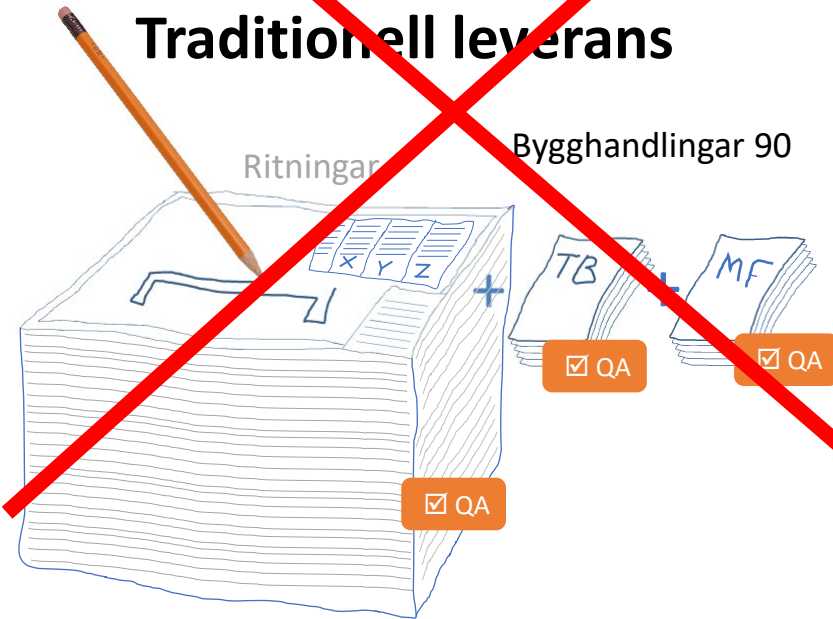 Traditionell leverans
Bygghandlingar 90
Ritningar
X Y Z
+
TB
+
MF
☑ QA
☑ QA
☑ QA